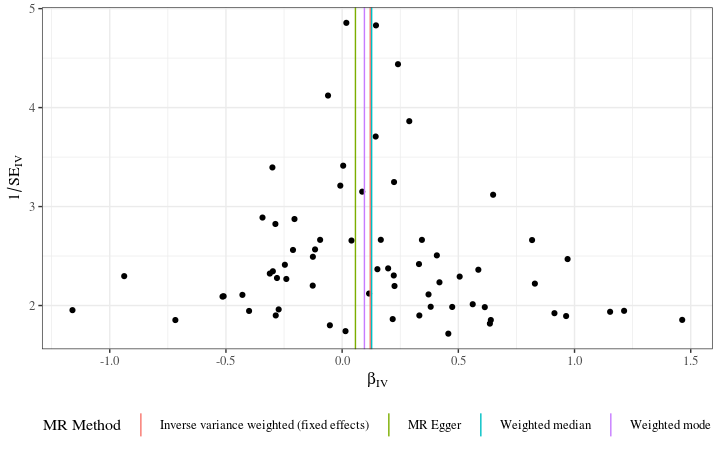 5
4
3
2
1/SE_IV
-1.0 -0.5 0.0 0.5 1.0 1.5
β_IV
MR Method Inverse variance weighted (fixed effects) MR Egger Weighted median Weighted mode